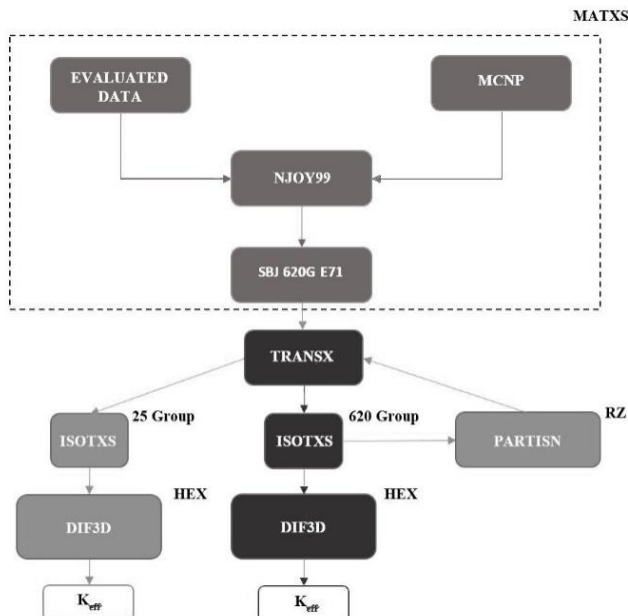 MATXS
EVALUATED
DATA
MCNP
NJOY99
SBJ 620G E71
TRANSX
25 Group
620 Group
RZ
ISOTXS
ISOTXS
PARTISN
HEX
HEX
DIF3D
DIF3D
Keff
Keff